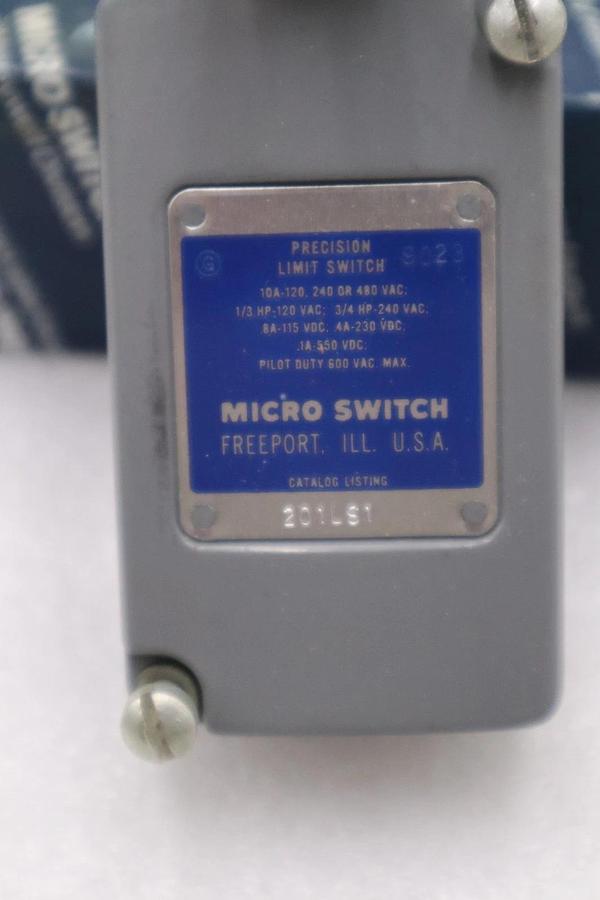 MICRO SWITCH
PRECISION
LIMIT SWITCH
10A-120, 240 OR 480 VAC;
1/3 HP-120 VAC; 3/4 HP-240 VAC;
8A-115 VDC; .4A-230 VDC;
.1A-550 VDC;
PILOT DUTY 600 VAC MAX.
MICRO SWITCH
FREEPORT, ILL. U.S.A.
CATALOG LISTING
201LS1